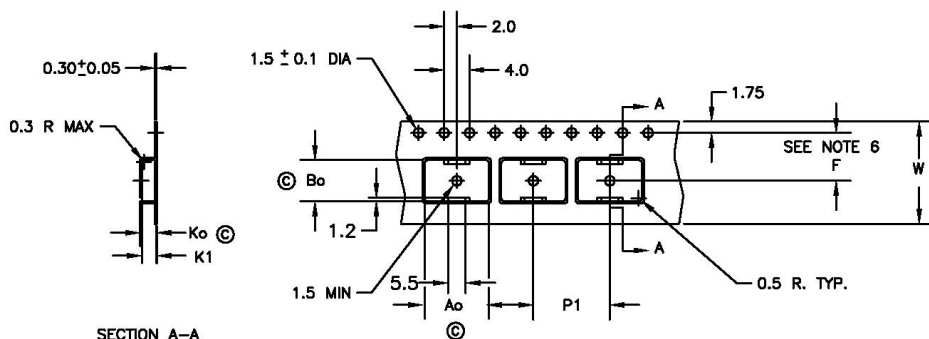 2.0
1.5 ± 0.1 DIA
0.30±0.05
4.0
A
1.75
0.3 R MAX
SEE NOTE 6
F
W
Ⓒ Bo
1.2
Ko Ⓒ
K1
A
5.5
1.5 MIN
0.5 R. TYP.
Ao
P1
Ⓒ
SECTION A-A